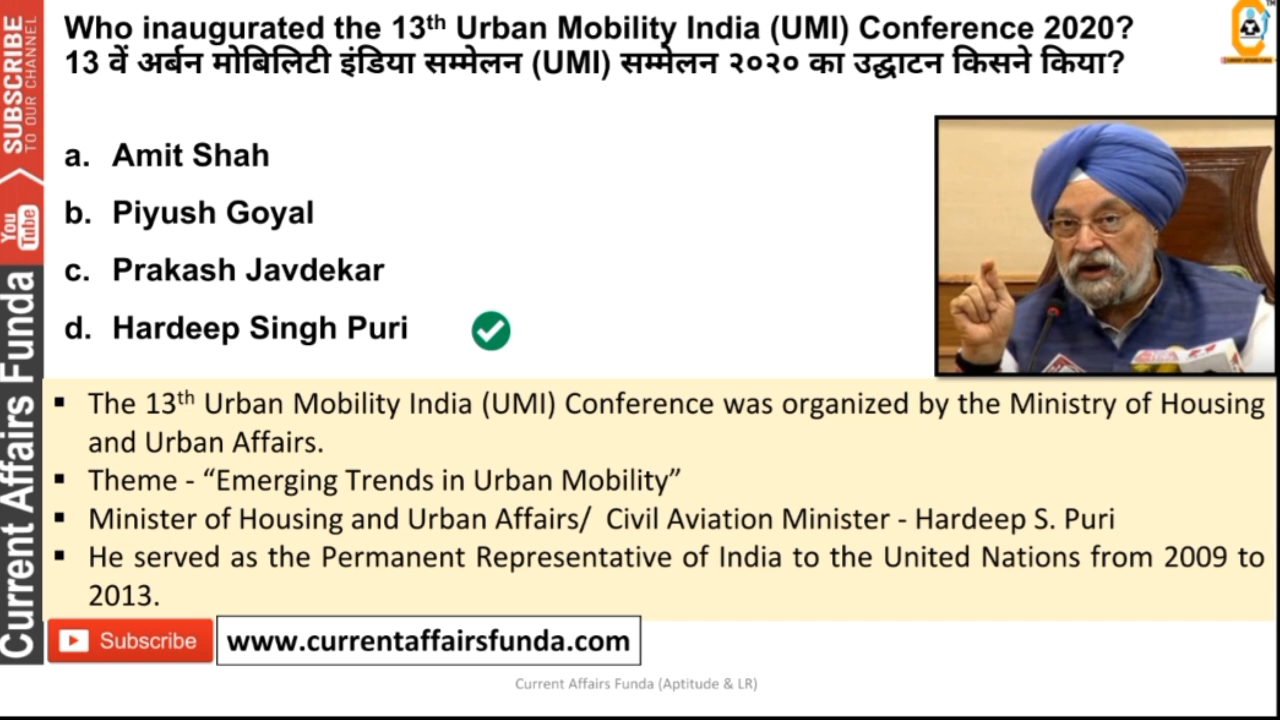 Who inaugurated the 13th Urban Mobility India (UMI) Conference 2020?
13 वें अर्बन मोबिलिटी इंडिया सम्मेलन (UMI) सम्मेलन २०२० का उद्घाटन किसने किया?
a. Amit Shah
b. Piyush Goyal
c. Prakash Javdekar
d. Hardeep Singh Puri
▪ The 13th Urban Mobility India (UMI) Conference was organized by the Ministry of Housing
and Urban Affairs.
▪ Theme - “Emerging Trends in Urban Mobility”
▪ Minister of Housing and Urban Affairs/ Civil Aviation Minister - Hardeep S. Puri
▪ He served as the Permanent Representative of India to the United Nations from 2009 to
2013.
Subscribe
www.currentaffairsfunda.com
Current Affairs Funda (Aptitude & LR)
SUBSCRIBE
TO OUR CHANNEL
You Tube
Current Affairs Funda
TM